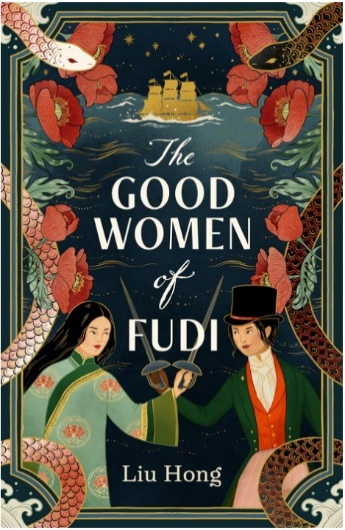 The
GOOD
WOMEN
of
FUDI
Liu Hong